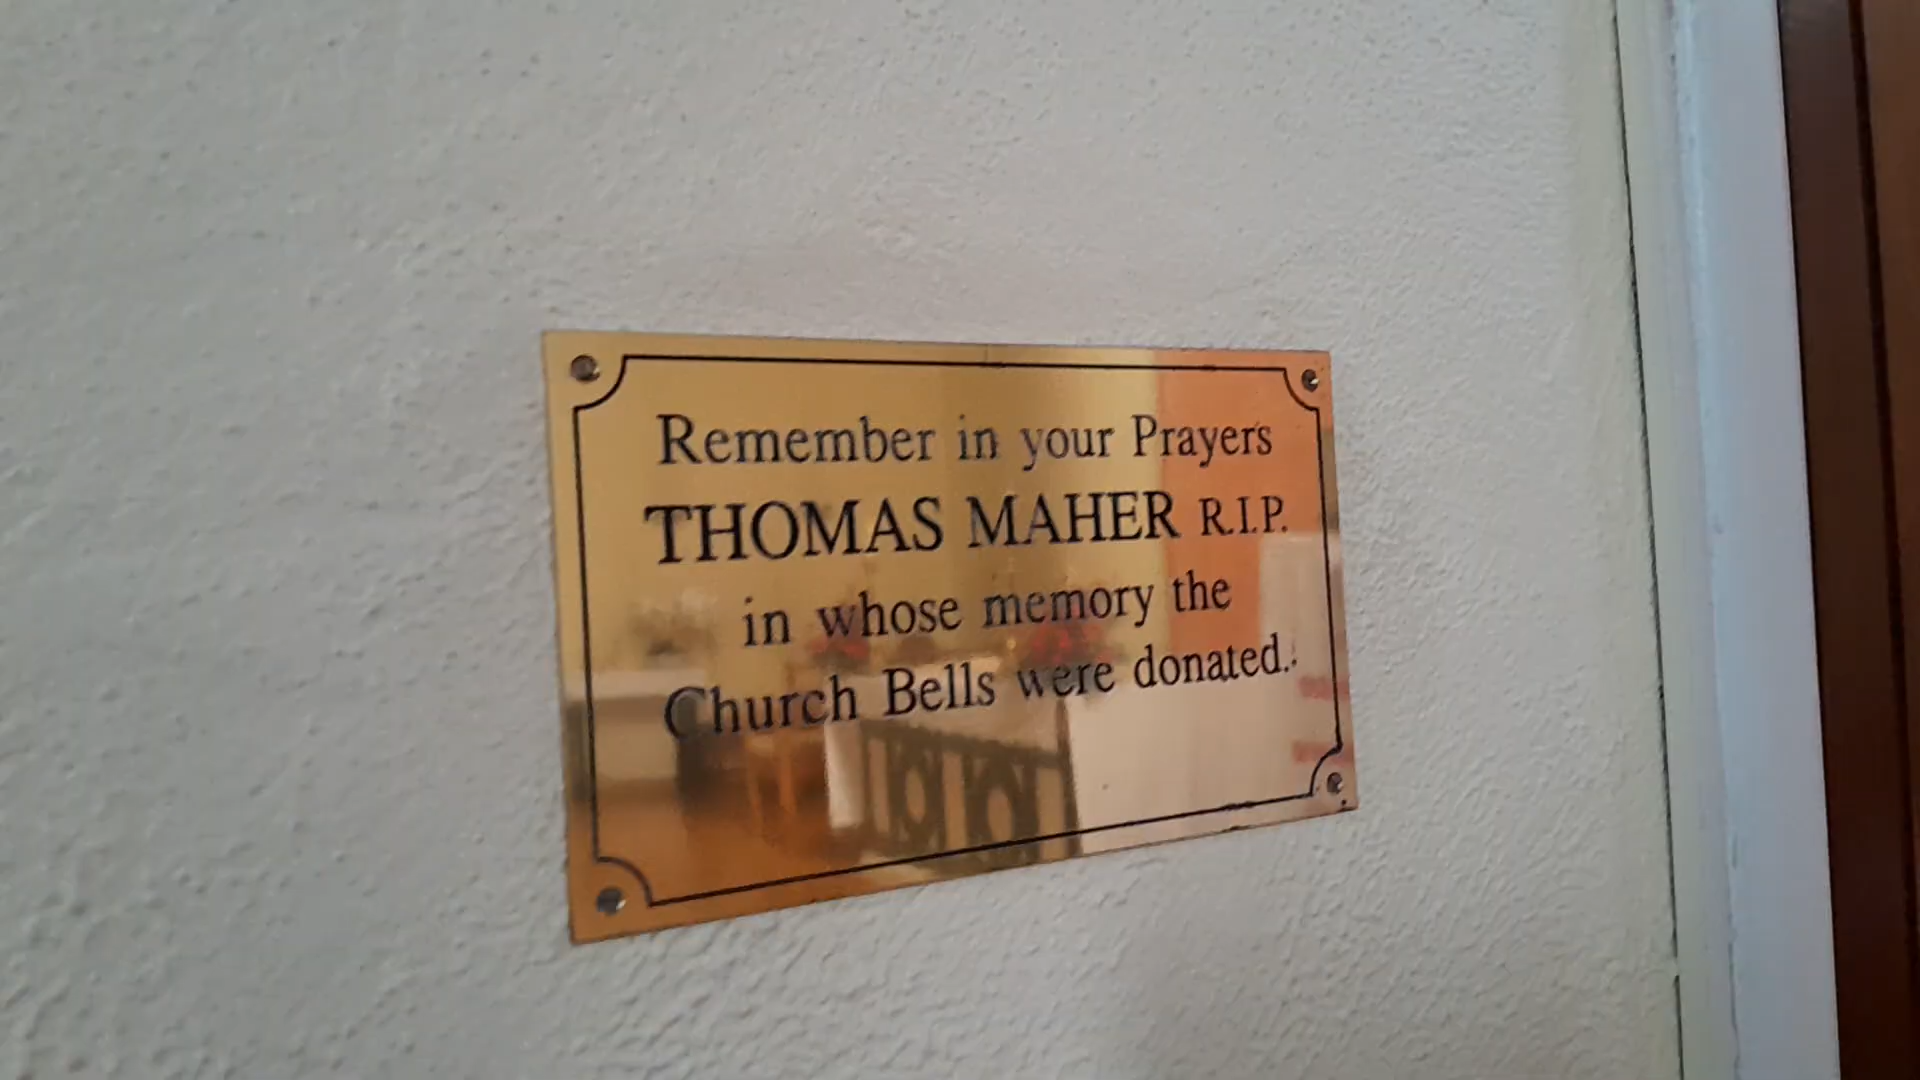 Remember in your Prayers
THOMAS MAHER R.I.P.
in whose memory the
Church Bells were donated.